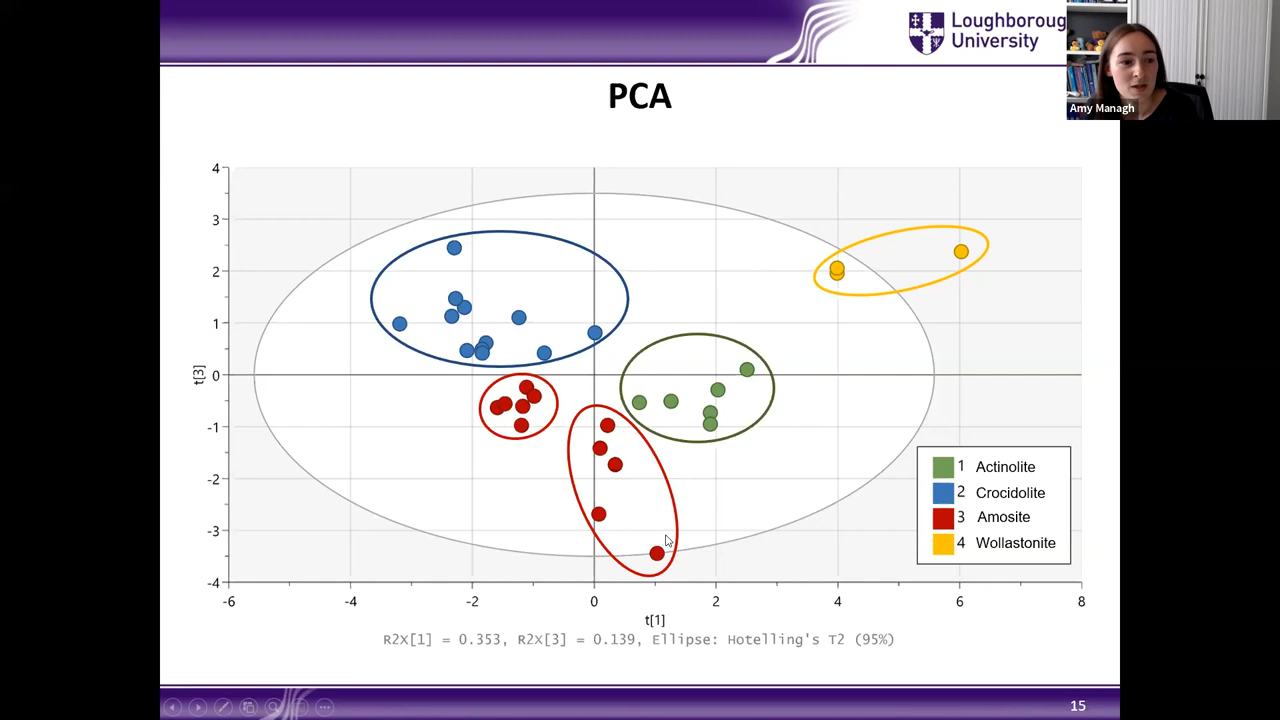 Loughboroug
University
Amy Managh
PCA
4
3
2
1
0
-1
-2
-3
-4
t[3]
-6
-4
-2
0
2
4
6
8
t[1]
1 Actinolite
2 Crocidolite
3 Amosite
4 Wollastonite
R2X[1] = 0.353, R2X[3] = 0.139, Ellipse: Hotelling's T2 (95%)
15